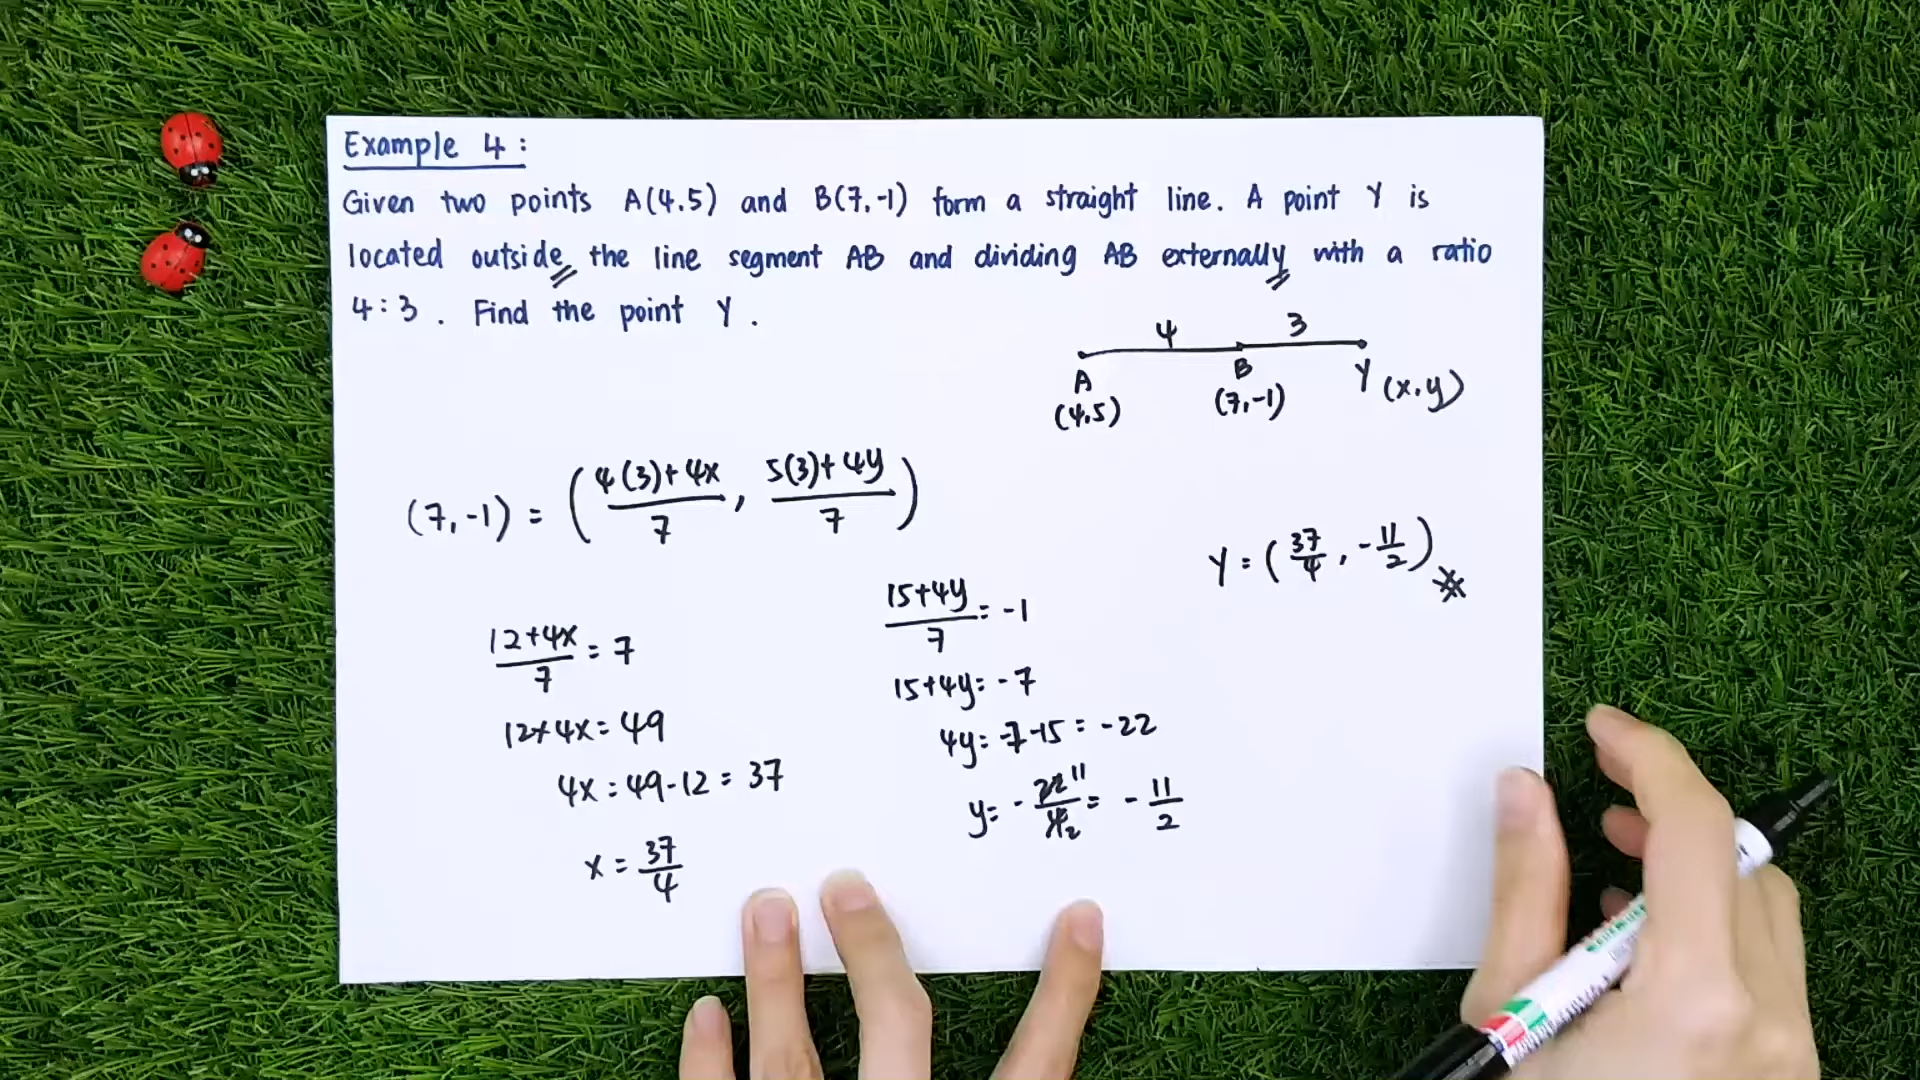 Example 4 :
Given two points A(4,5) and B(7,-1) form a straight line. A point Y is
located outside the line segment AB and dividing AB externally with a ratio
4 : 3 . Find the point Y .
4 3
A B Y (x,y)
(4,5) (7,-1)
(7,-1) = ( 4(3)+4x / 7 , 5(3)+4y / 7 )
12+4x / 7 = 7
12+4x = 49
4x = 49-12 = 37
x = 37/4
15+4y / 7 = -1
15+4y = -7
4y = -7-15 = -22
y = - 22 11 / 4 2 = - 11/2
Y = ( 37/4 , - 11/2 )